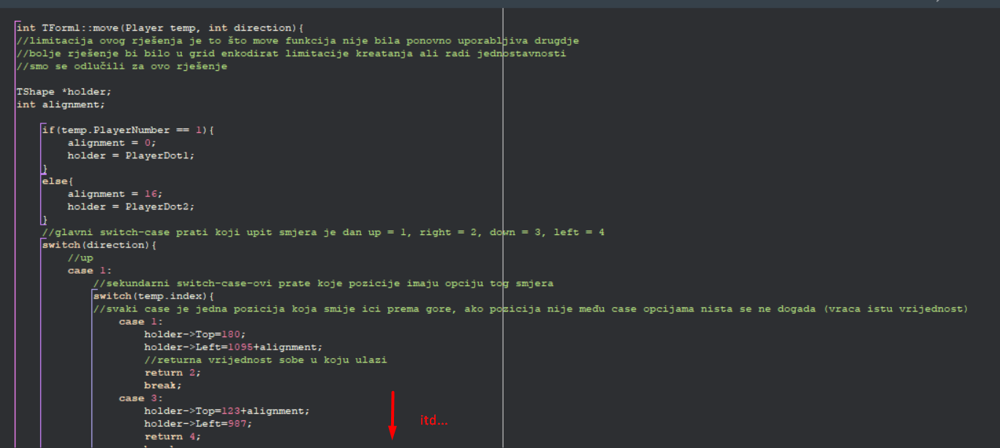 int TForm1::move(Player temp, int direction){
//limitacija ovog rješenja je to što move funkcija nije bila ponovno uporabljiva drugdje
//bolje rješenje bi bilo u grid enkodirat limitacije kreatanja ali radi jednostavnosti
//smo se odlučili za ovo rješenje
TShape *holder;
int alignment;
if(temp.PlayerNumber == 1){
alignment = 0;
holder = PlayerDot1;
}
else{
alignment = 16;
holder = PlayerDot2;
}
//glavni switch-case prati koji upit smjera je dan up = 1, right = 2, down = 3, left = 4
switch(direction){
//up
case 1:
//sekundarni switch-case-ovi prate koje pozicije imaju opciju tog smjera
switch(temp.index){
//svaki case je jedna pozicija koja smije ici prema gore, ako pozicija nije među case opcijama nista se ne dogada (vraca istu vrijednost)
case 1:
holder->Top=180;
holder->Left=1095+alignment;
//returna vrijednost sobe u koju ulazi
return 2;
break;
case 3:
holder->Top=123+alignment;
holder->Left=987;
return 4;
itd...